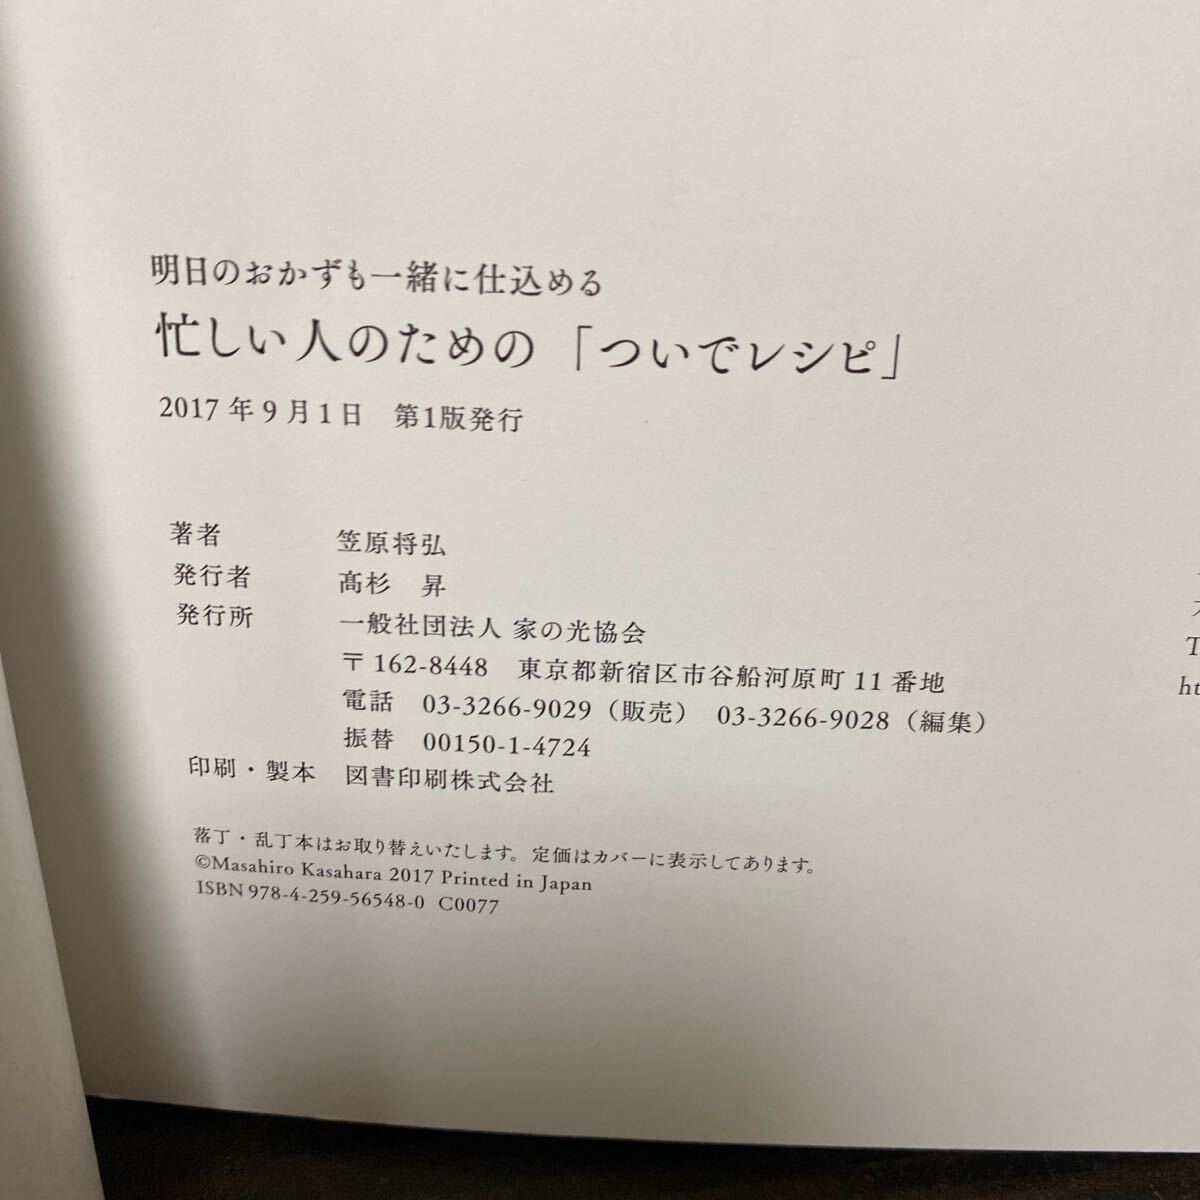 明日のおかずも一緒に仕込める
忙しい人のための「ついでレシピ」
2017年9月1日　第1版発行
著者　笠原将弘
発行者　髙杉　昇
発行所　一般社団法人 家の光協会
〒162-8448　東京都新宿区市谷船河原町11番地
電話　03-3266-9029（販売）　03-3266-9028（編集）
振替　00150-1-4724
印刷・製本　図書印刷株式会社
落丁・乱丁本はお取り替えいたします。定価はカバーに表示してあります。
©Masahiro Kasahara 2017 Printed in Japan
ISBN 978-4-259-56548-0 C0077